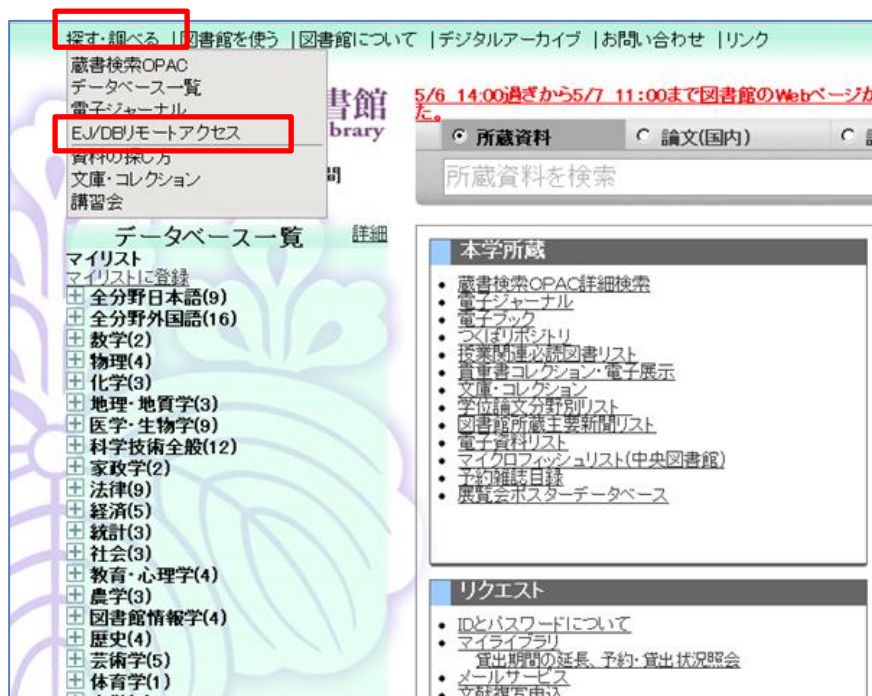 探す・調べる |図書館を使う |図書館について |デジタルアーカイブ |お問い合わせ |リンク
蔵書検索OPAC
データベース一覧
電子ジャーナル
EJ/DBリモートアクセス
資料の探し方
文庫・コレクション
講習会
書館
brary
5/6 14:00過ぎから5/7 11:00まで図書館のWebページが
た。
所蔵資料 論文(国内)
所蔵資料を検索
データベース一覧 詳細
マイリスト
マイリストに登録
全分野日本語(9)
全分野外国語(16)
数学(2)
物理(4)
化学(3)
地理・地質学(3)
医学・生物学(9)
科学技術全般(12)
家政学(2)
法律(9)
経済(5)
統計(3)
社会(3)
教育・心理学(4)
農学(3)
図書館情報学(4)
歴史(4)
芸術学(5)
体育学(1)
本学所蔵
・蔵書検索OPAC詳細検索
・電子ジャーナル
・電子ブック
・つくばリポジトリ
・授業関連必読図書リスト
・貴重書コレクション・電子展示
・文庫・コレクション
・学位論文分野別リスト
・図書館所蔵主要新聞リスト
・電子資料リスト
・マイクロフィッシュリスト(中央図書館)
・予約雑誌目録
・展覧会ポスターデータベース
リクエスト
・IDとパスワードについて
・マイライブラリ
貸出期間の延長、予約・貸出状況照会
・メールサービス
・文献複写申込